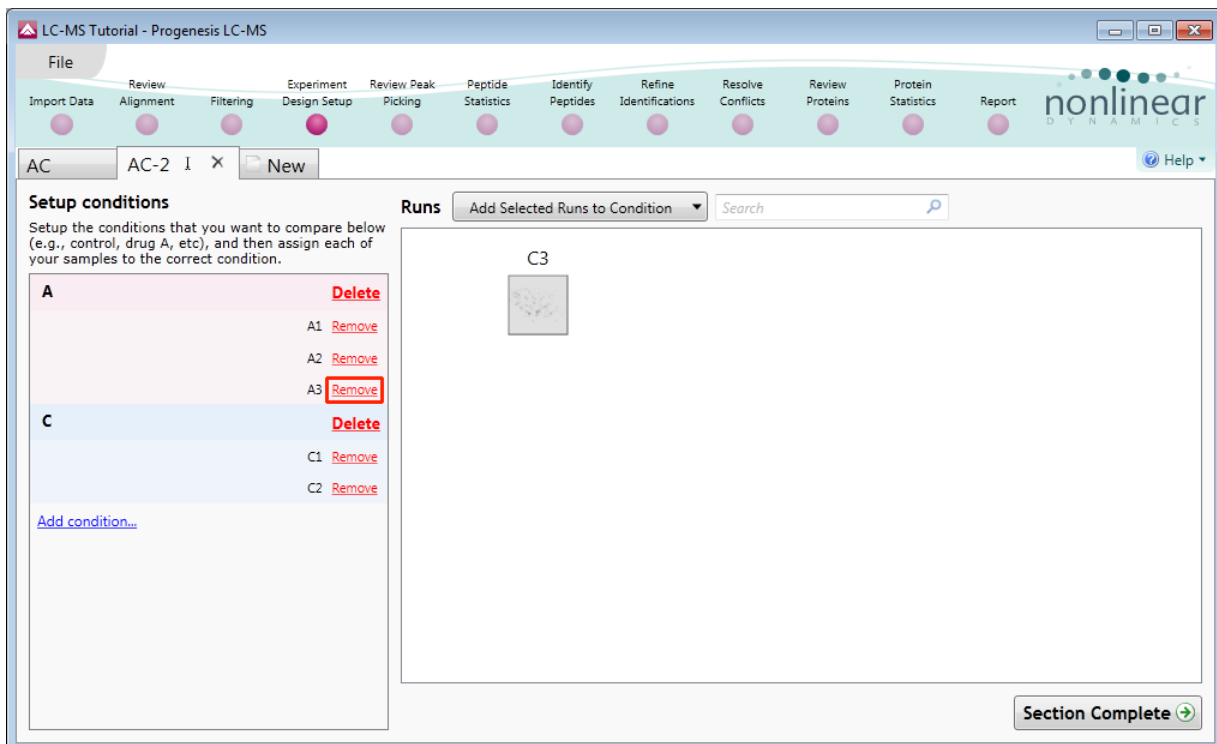 LC-MS Tutorial - Progenesis LC-MS
File
Import Data
Review
Alignment
Filtering
Experiment
Design Setup
Review Peak
Picking
Peptide
Statistics
Identify
Peptides
Refine
Identifications
Resolve
Conflicts
Review
Proteins
Protein
Statistics
Report
nonlinear
DYNAMICS
AC
AC-2
New
Help
Setup conditions
Setup the conditions that you want to compare below
(e.g., control, drug A, etc), and then assign each of
your samples to the correct condition.
A Delete
A1 Remove
A2 Remove
A3 Remove
C Delete
C1 Remove
C2 Remove
Add condition...
Runs Add Selected Runs to Condition Search
C3
Section Complete